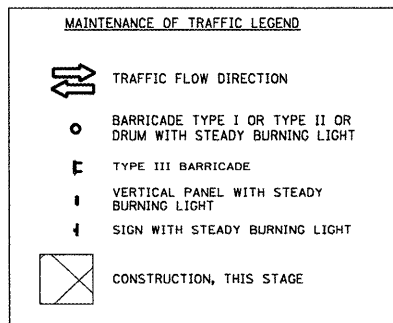 MAINTENANCE OF TRAFFIC LEGEND
TRAFFIC FLOW DIRECTION
BARRICADE TYPE I OR TYPE II OR
DRUM WITH STEADY BURNING LIGHT
TYPE III BARRICADE
VERTICAL PANEL WITH STEADY
BURNING LIGHT
SIGN WITH STEADY BURNING LIGHT
CONSTRUCTION, THIS STAGE